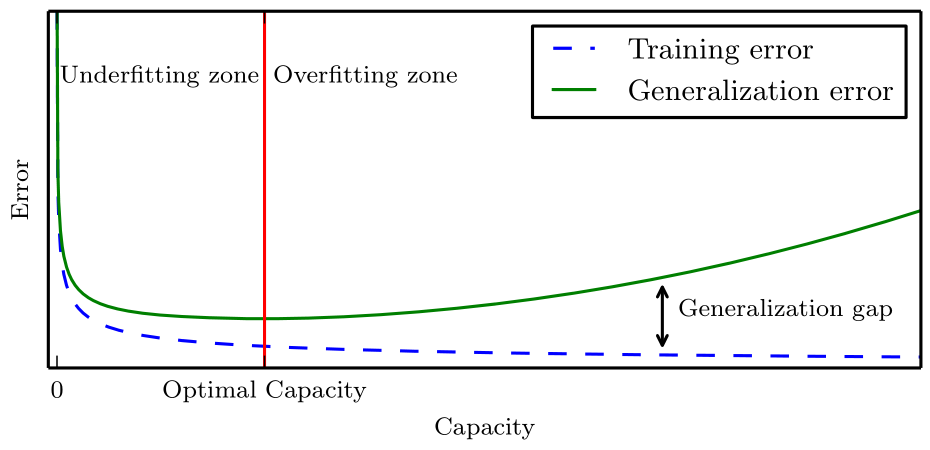 Underfitting zone
Overfitting zone
Training error
Generalization error
Error
Generalization gap
0
Optimal Capacity
Capacity